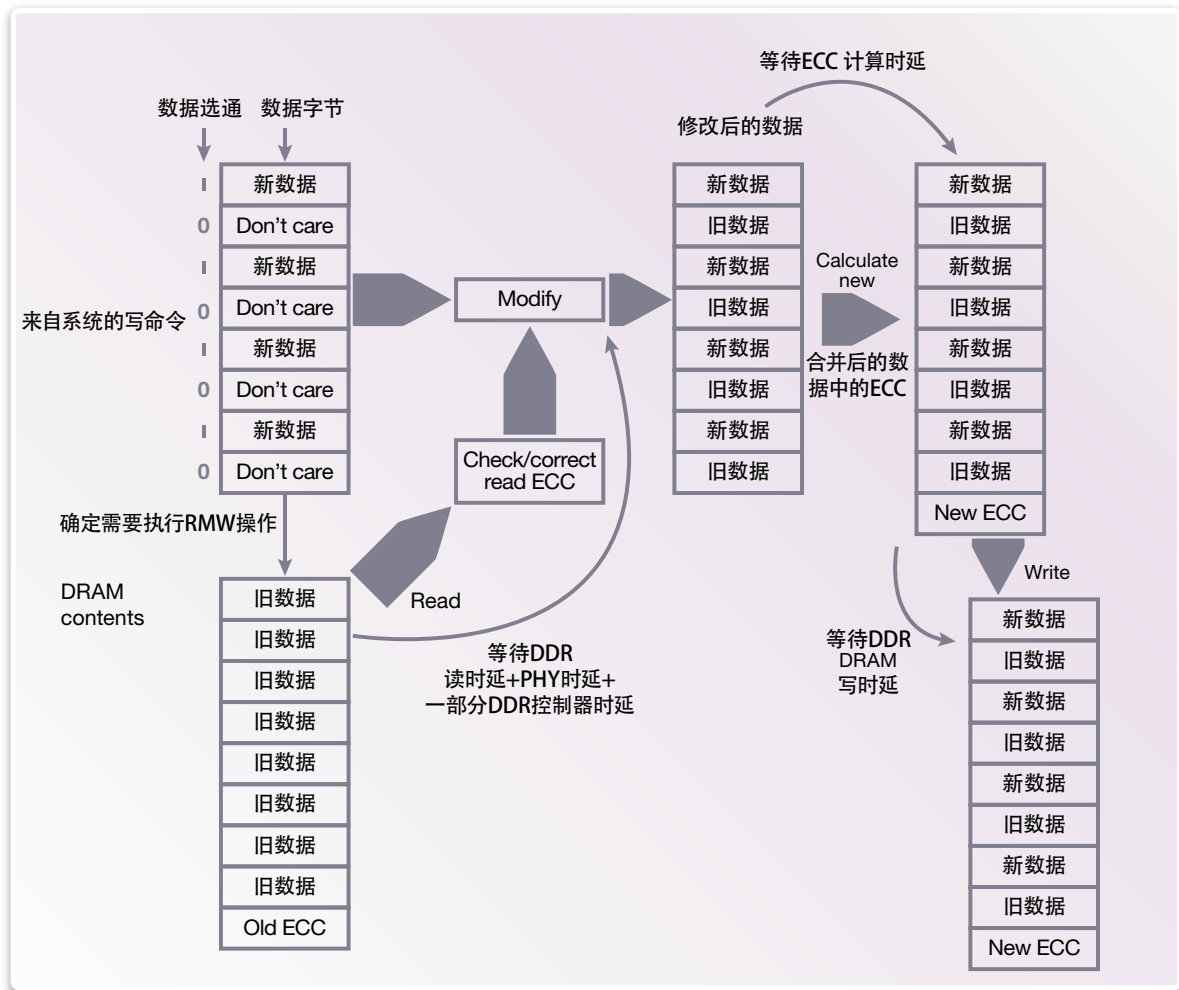 等待ECC 计算时延
数据选通 数据字节
修改后的数据
I
0
I
0
I
0
I
0
新数据
Don't care
新数据
Don't care
新数据
Don't care
新数据
Don't care
来自系统的写命令
Modify
Check/correct
read ECC
新数据
旧数据
新数据
旧数据
新数据
旧数据
新数据
旧数据
Calculate
new
合并后的数
据中的ECC
新数据
旧数据
新数据
旧数据
新数据
旧数据
新数据
旧数据
New ECC
确定需要执行RMW操作
DRAM
contents
旧数据
旧数据
旧数据
旧数据
旧数据
旧数据
旧数据
旧数据
Old ECC
Read
等待DDR
读时延+PHY时延+
一部分DDR控制器时延
Write
等待DDR
DRAM
写时延
新数据
旧数据
新数据
旧数据
新数据
旧数据
新数据
旧数据
New ECC